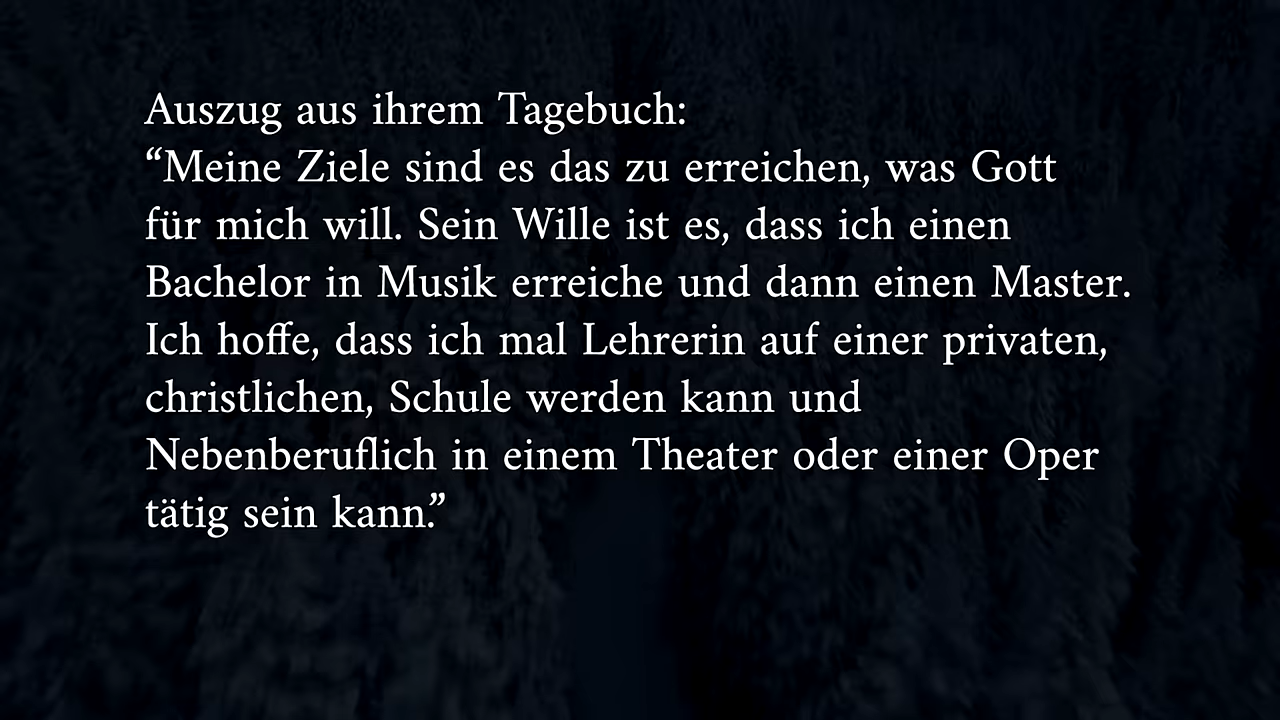 Auszug aus ihrem Tagebuch:
“Meine Ziele sind es das zu erreichen, was Gott
für mich will. Sein Wille ist es, dass ich einen
Bachelor in Musik erreiche und dann einen Master.
Ich hoffe, dass ich mal Lehrerin auf einer privaten,
christlichen, Schule werden kann und
Nebenberuflich in einem Theater oder einer Oper
tätig sein kann.”